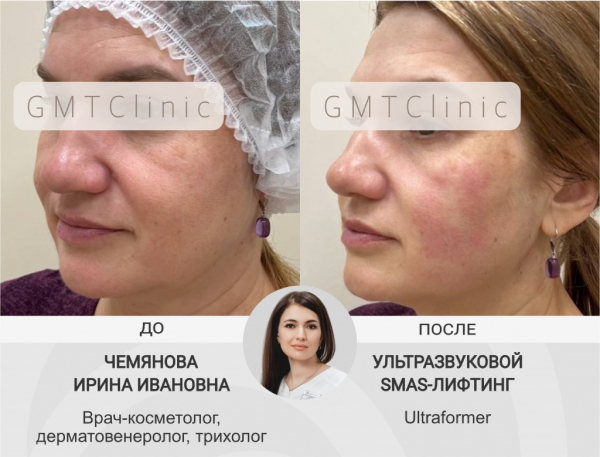 GMTClinic
GMTClinic
ДО
ПОСЛЕ
ЧЕМЯНОВА
ИРИНА ИВАНОВНА
Врач-косметолог,
дерматовенеролог, трихолог
УЛЬТРАЗВУКОВОЙ
SMAS-ЛИФТИНГ
Ultraformer